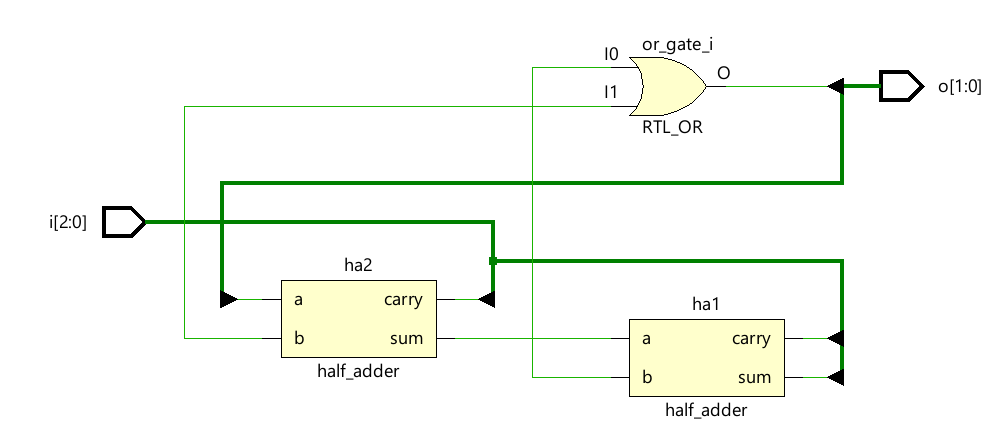 or_gate_i
I0
O
I1
o[1:0]
RTL_OR
i[2:0]
ha2
a
carry
b
sum
half_adder
ha1
a
carry
b
sum
half_adder